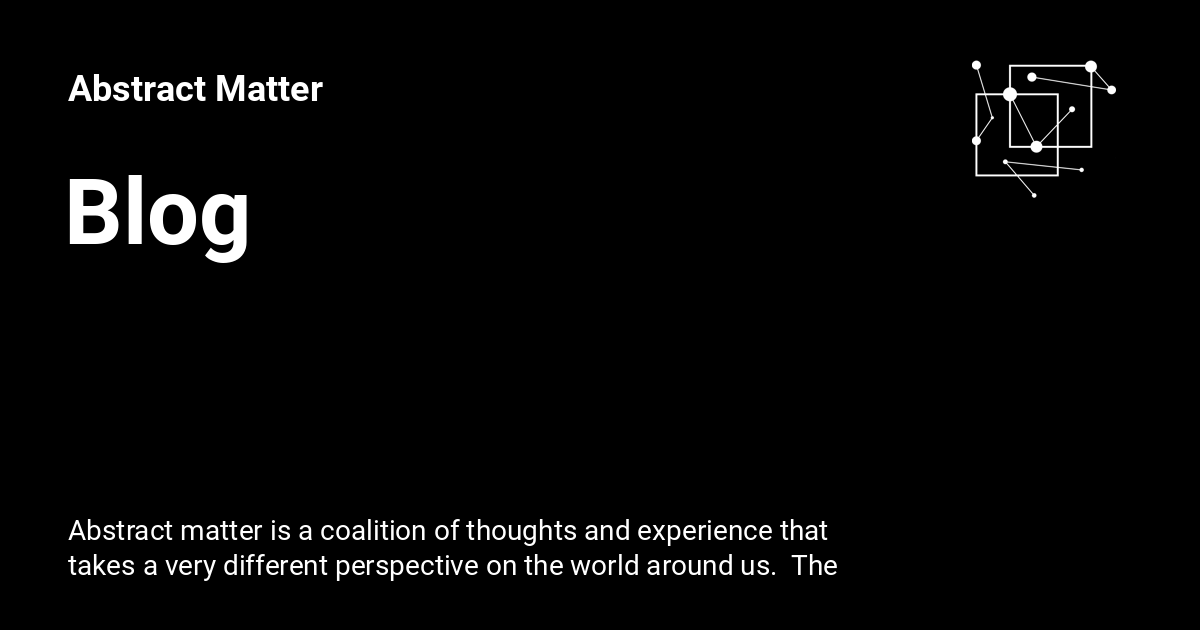 Abstract Matter
Blog
Abstract matter is a coalition of thoughts and experience that
takes a very different perspective on the world around us.  The